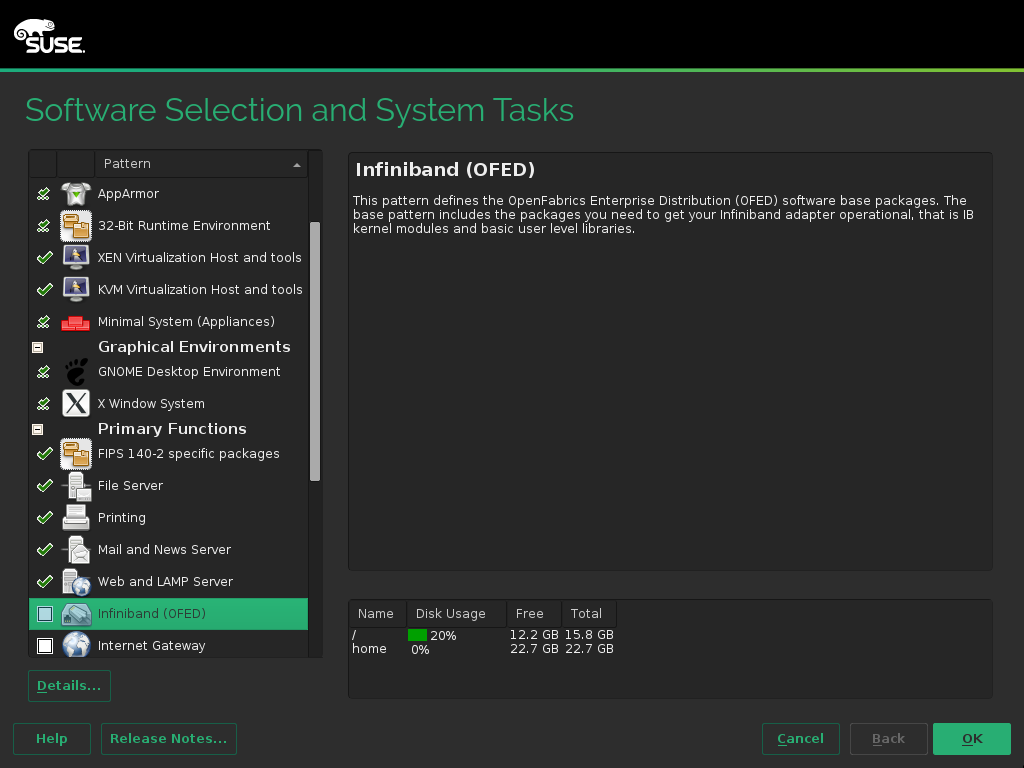 SUSE.
Software Selection and System Tasks
Pattern
AppArmor
32-Bit Runtime Environment
XEN Virtualization Host and tools
KVM Virtualization Host and tools
Minimal System (Appliances)
Graphical Environments
GNOME Desktop Environment
X Window System
Primary Functions
FIPS 140-2 specific packages
File Server
Printing
Mail and News Server
Web and LAMP Server
Infiniband (OFED)
Internet Gateway
Details...
Infiniband (OFED)
This pattern defines the OpenFabrics Enterprise Distribution (OFED) software base packages. The
base pattern includes the packages you need to get your Infiniband adapter operational, that is IB
kernel modules and basic user level libraries.
Name Disk Usage Free Total
/ 20% 12.2 GB 15.8 GB
home 0% 22.7 GB 22.7 GB
Help Release Notes... Cancel Back OK